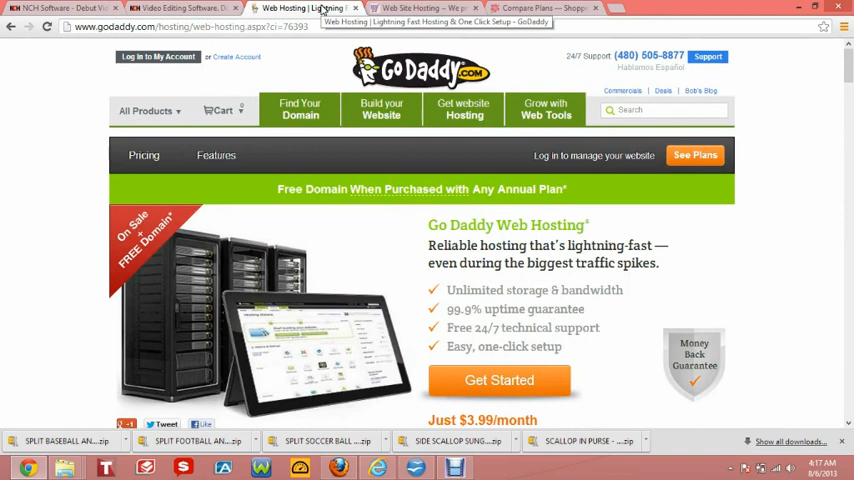 NCH Software - Debut Vid
Video Editing Software. D
Web Hosting | Lightning F
Web Site Hosting – We pr
Compare Plans — Shopp
www.godaddy.com/hosting/web-hosting.aspx?ci=76393
Web Hosting | Lightning Fast Hosting & One Click Setup - GoDaddy
Log in to My Account or Create Account
GO DADDY .COM
24/7 Support: (480) 505-8877 Support
Hablamos Español
Commercials | Deals | Bob's Blog
All Products
Cart 0
Find Your Domain
Build your Website
Get website Hosting
Grow with Web Tools
Search
Pricing Features Log in to manage your website See Plans
Free Domain When Purchased with Any Annual Plan*
On Sale + FREE Domain*
Go Daddy Web Hosting®
Reliable hosting that's lightning-fast —
even during the biggest traffic spikes.
Unlimited storage & bandwidth
99.9% uptime guarantee
Free 24/7 technical support
Easy, one-click setup
Money Back Guarantee
Get Started
Just $3.99/month
+1 Tweet Like
SPLIT BASEBALL AN....zip
SPLIT FOOTBALL AN....zip
SPLIT SOCCER BALL ....zip
SIDE SCALLOP SUNG....zip
SCALLOP IN PURSE - ....zip
Show all downloads...
4:17 AM
8/6/2013